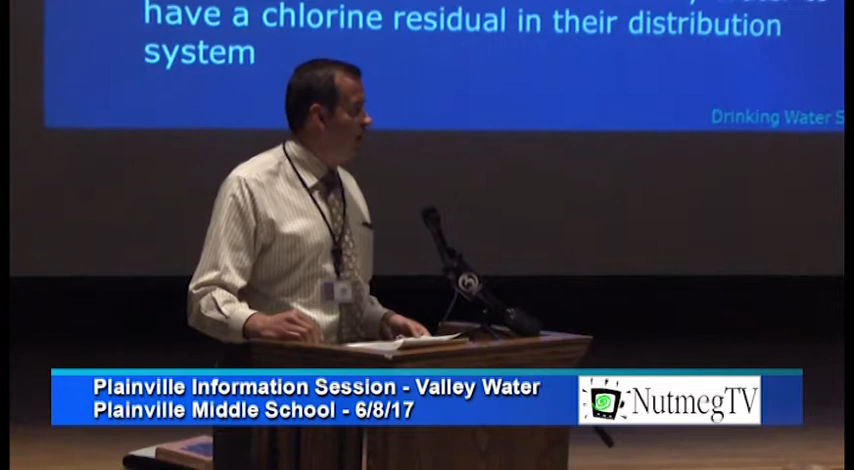 have a chlorine residual in their distribution
system
Drinking Water S
Plainville Information Session - Valley Water
Plainville Middle School - 6/8/17
NutmegTV